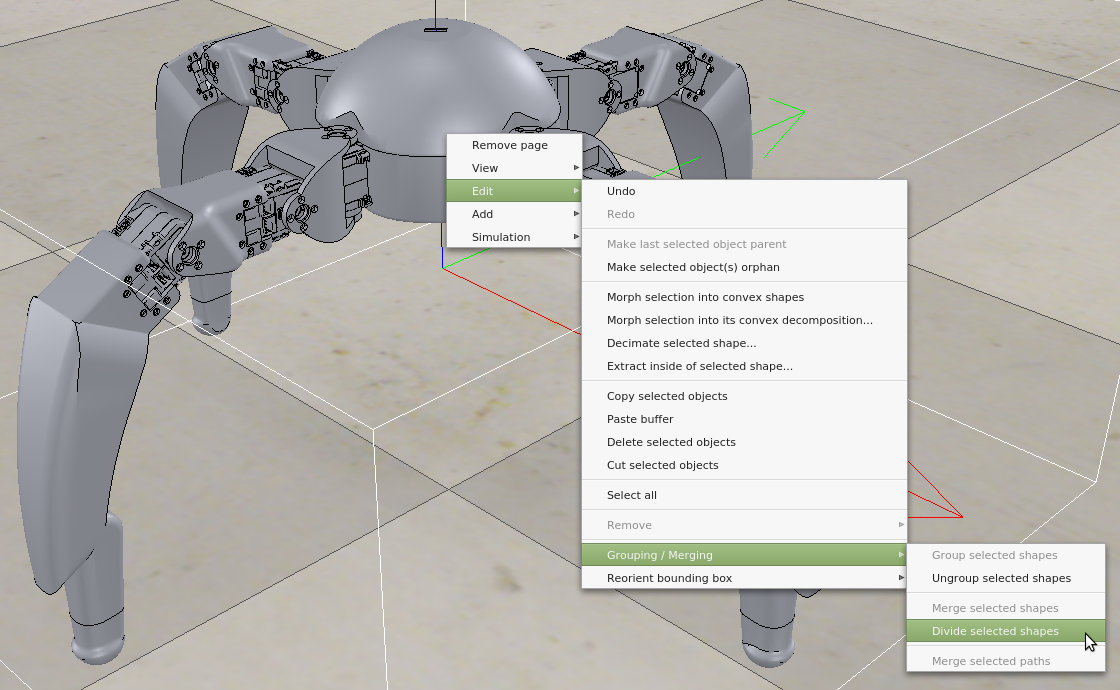 Remove page
View
Edit
Add
Simulation
Undo
Redo
Make last selected object parent
Make selected object(s) orphan
Morph selection into convex shapes
Morph selection into its convex decomposition...
Decimate selected shape...
Extract inside of selected shape...
Copy selected objects
Paste buffer
Delete selected objects
Cut selected objects
Select all
Remove
Grouping / Merging
Reorient bounding box
Group selected shapes
Ungroup selected shapes
Merge selected shapes
Divide selected shapes
Merge selected paths